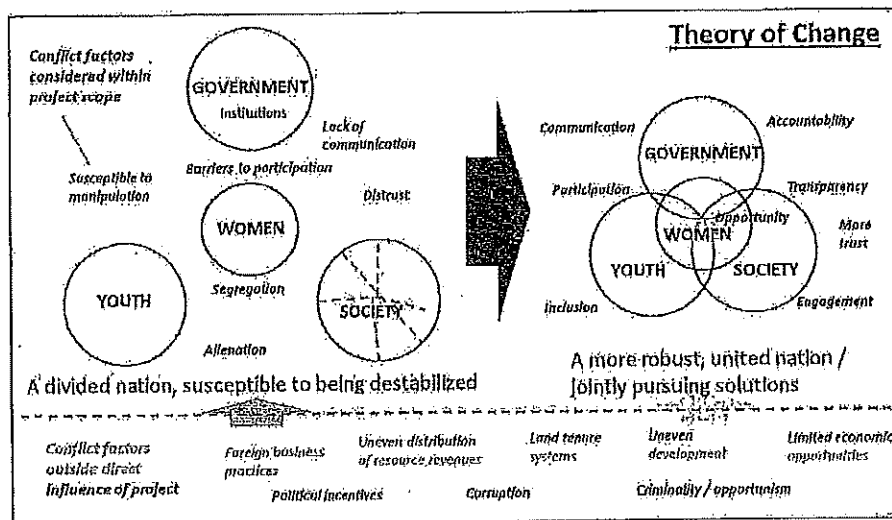 Theory of Change
Conflict factors
considered within
project scope
GOVERNMENT
Institutions
Lack of
communication
Barriers to participation
Susceptible to
manipulation
Distrust
WOMEN
YOUTH
Segregation
SOCIETY
Alienation
A divided nation, susceptible to being destabilized
Communication
Accountability
GOVERNMENT
Participation
Transparency
Opportunity
WOMEN
More
trust
YOUTH
SOCIETY
Inclusion
Engagement
A more robust, united nation /
jointly pursuing solutions
Conflict factors
outside direct
influence of project
Foreign business
practices
Uneven distribution
of resource revenues
Land tenure
systems
Uneven
development
Limited economic
opportunities
Political incentives
Corruption
Criminality / opportunism